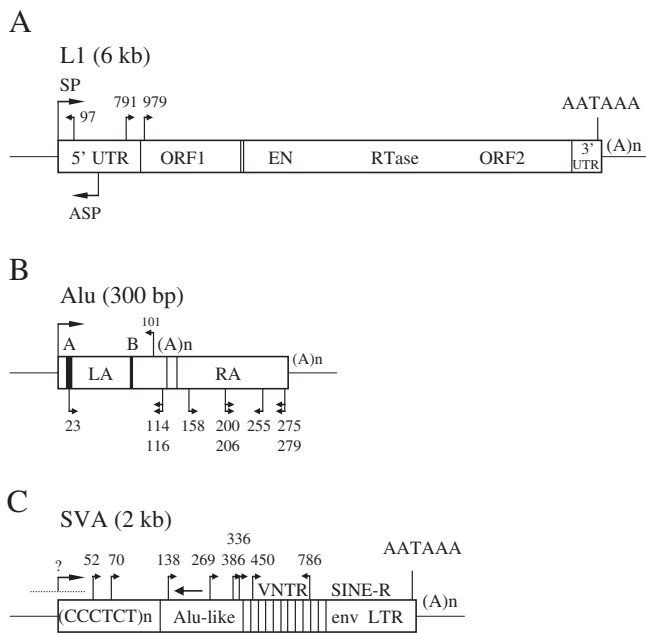 A
L1 (6 kb)
SP
97 791 979
AATAAA
5' UTR ORF1 EN RTase ORF2 3' UTR (A)n
ASP
B
Alu (300 bp)
101
A B (A)n
LA RA (A)n
23 114 158 200 255 275
116 206 279
C
SVA (2 kb)
336
? 52 70 138 269 386 450 786
AATAAA
VNTR SINE-R
(CCCTCT)n Alu-like env LTR (A)n